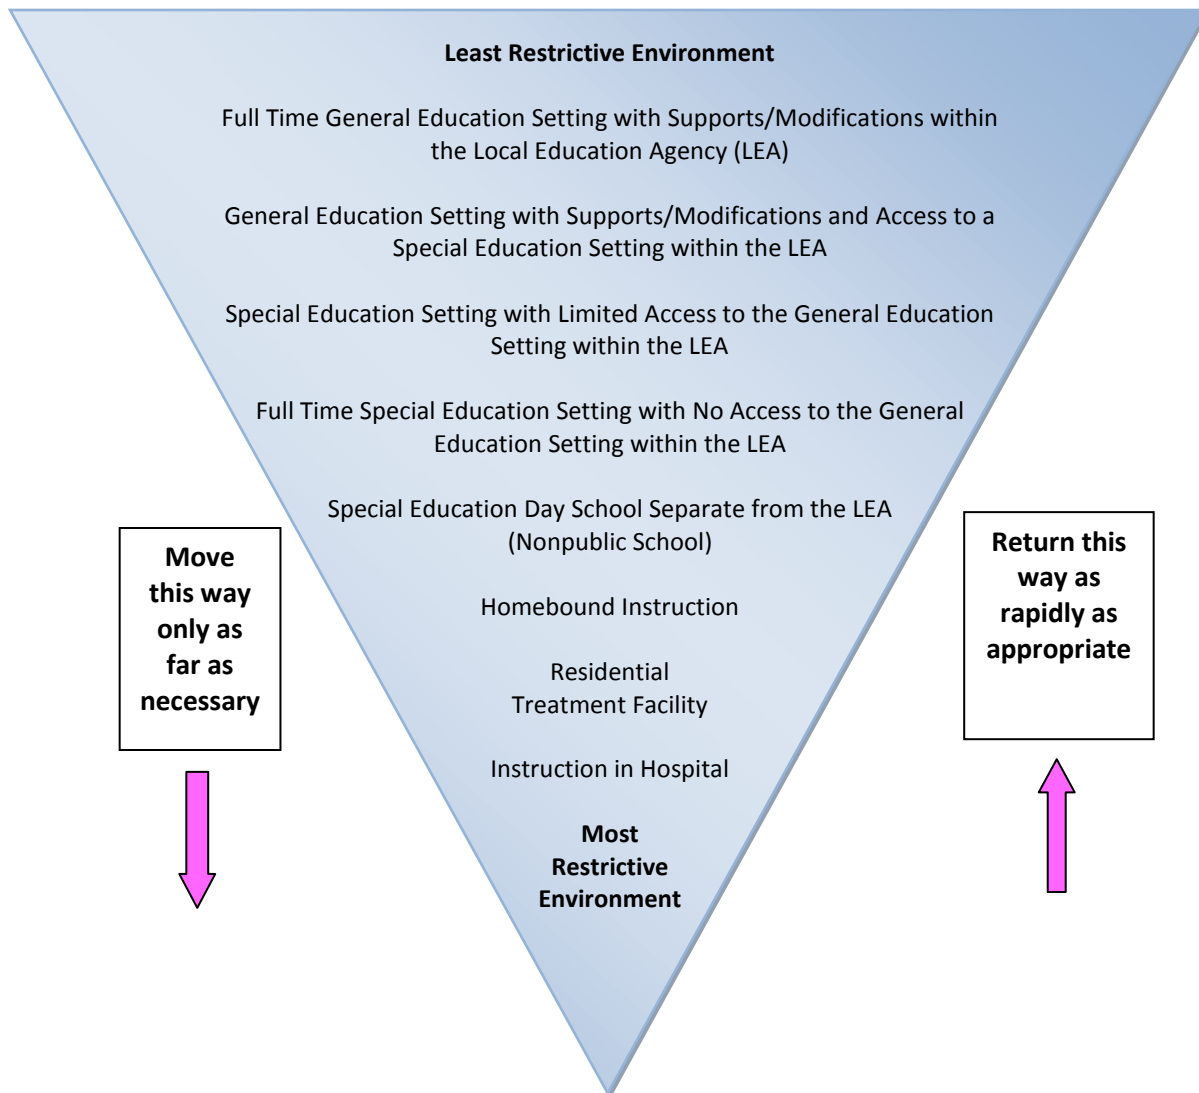 Least Restrictive Environment
Full Time General Education Setting with Supports/Modifications within
the Local Education Agency (LEA)
General Education Setting with Supports/Modifications and Access to a
Special Education Setting within the LEA
Special Education Setting with Limited Access to the General Education
Setting within the LEA
Full Time Special Education Setting with No Access to the General
Education Setting within the LEA
Special Education Day School Separate from the LEA
(Nonpublic School)
Homebound Instruction
Residential
Treatment Facility
Instruction in Hospital
Most
Restrictive
Environment
Move
this way
only as
far as
necessary
Return this
way as
rapidly as
appropriate